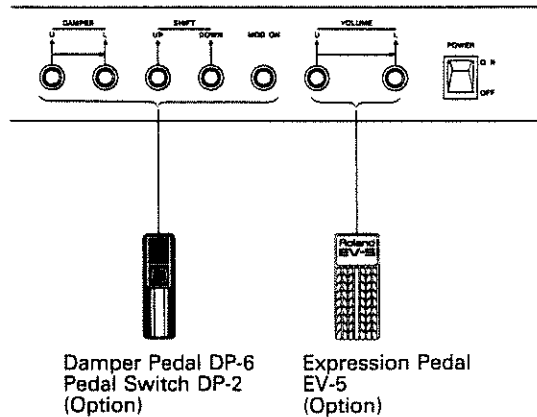 DAMPER SHIFT VOLUME
U L UP DOWN MOD ON U L POWER
ON
OFF
Roland
EV-5
Damper Pedal DP-6
Pedal Switch DP-2
(Option)
Expression Pedal
EV-5
(Option)